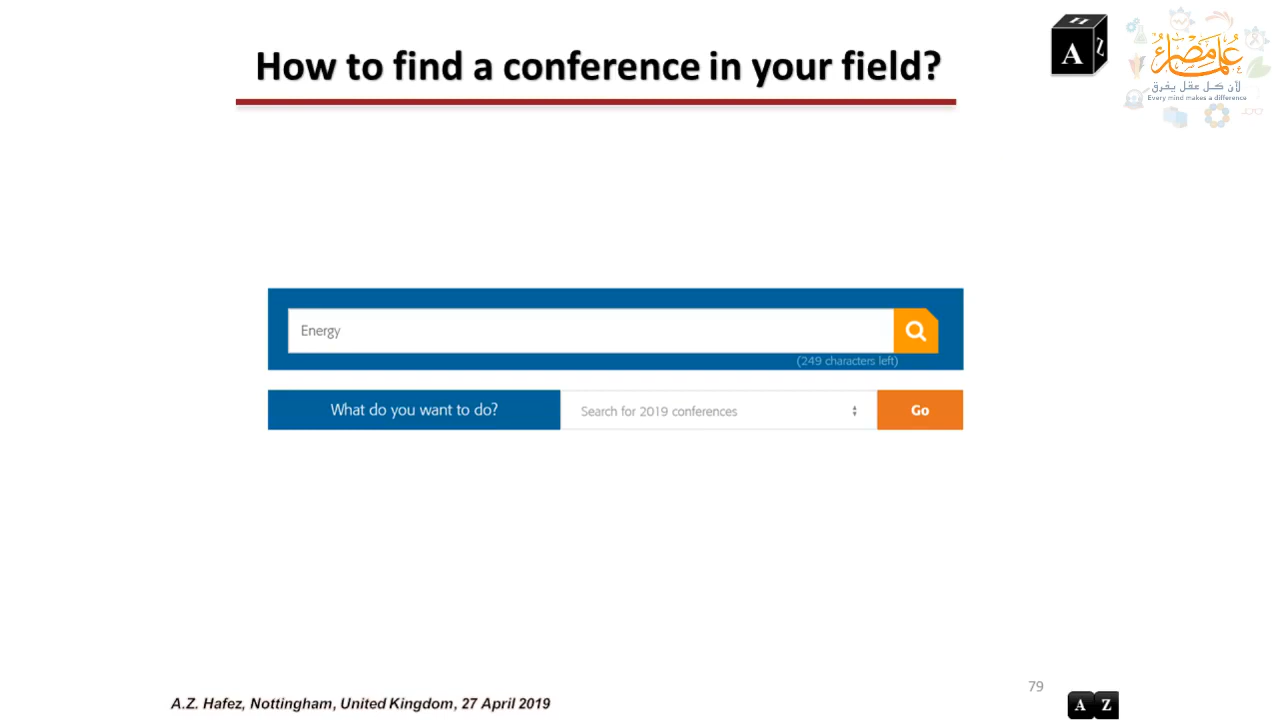 How to find a conference in your field?
H
A
Z
علماء مصر
لأن كل عقل يفرق
Every mind makes a difference
Energy
(249 characters left)
What do you want to do?
Search for 2019 conferences
Go
79
A.Z. Hafez, Nottingham, United Kingdom, 27 April 2019
A Z